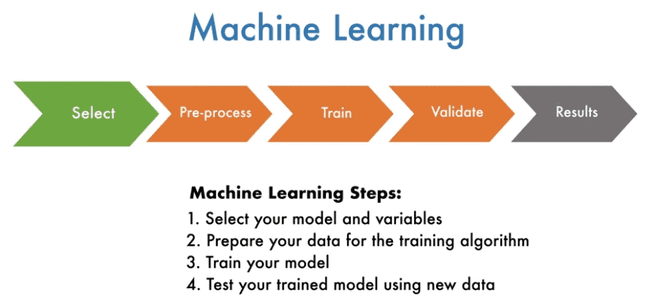 Machine Learning
Select
Pre-process
Train
Validate
Results
Machine Learning Steps:
1. Select your model and variables
2. Prepare your data for the training algorithm
3. Train your model
4. Test your trained model using new data